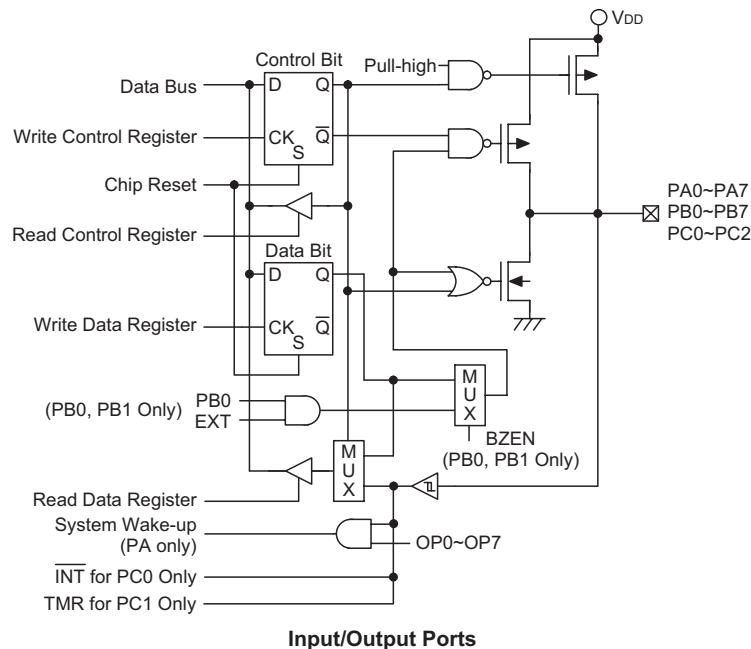 VDD
Control Bit
Pull-high
Data Bus
D
Q
Write Control Register
CK
Q
S
Chip Reset
PA0~PA7
PB0~PB7
PC0~PC2
Read Control Register
Data Bit
D
Q
Write Data Register
CK
Q
S
M
U
X
(PB0, PB1 Only)
PB0
EXT
BZEN
(PB0, PB1 Only)
M
U
X
Read Data Register
System Wake-up
(PA only)
OP0~OP7
INT for PC0 Only
TMR for PC1 Only
Input/Output Ports